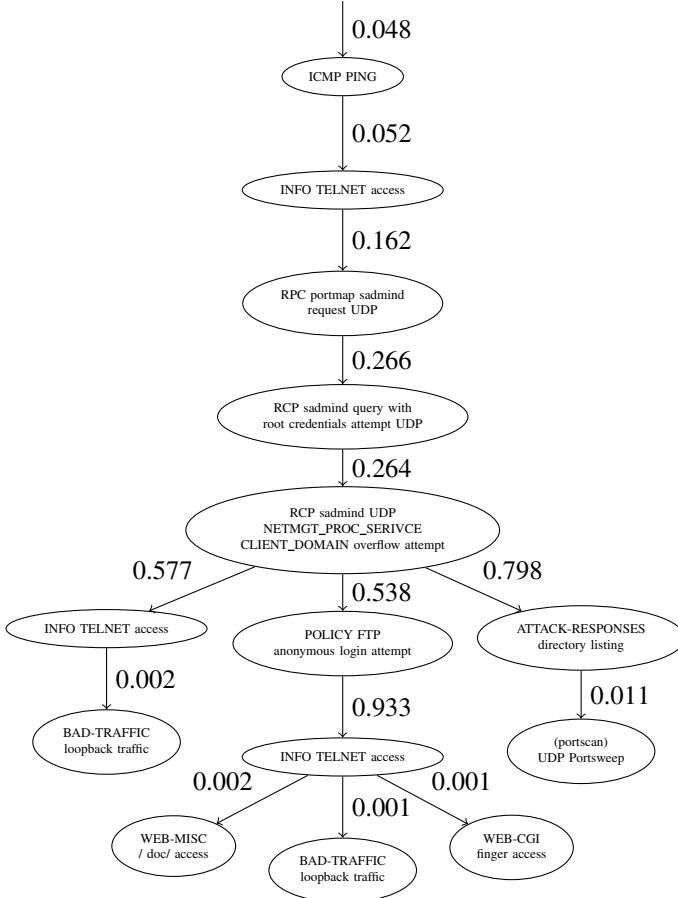 0.048
ICMP PING
0.052
INFO TELNET access
0.162
RPC portmap sadmind
request UDP
0.266
RCP sadmind query with
root credentials attempt UDP
0.264
RCP sadmind UDP
NETMGT_PROC_SERIVCE
CLIENT_DOMAIN overflow attempt
0.577
0.538
0.798
INFO TELNET access
POLICY FTP
anonymous login attempt
ATTACK-RESPONSES
directory listing
0.002
0.933
0.011
BAD-TRAFFIC
loopback traffic
INFO TELNET access
(portscan)
UDP Portsweep
0.002
0.001
0.001
WEB-MISC
/ doc/ access
BAD-TRAFFIC
loopback traffic
WEB-CGI
finger access